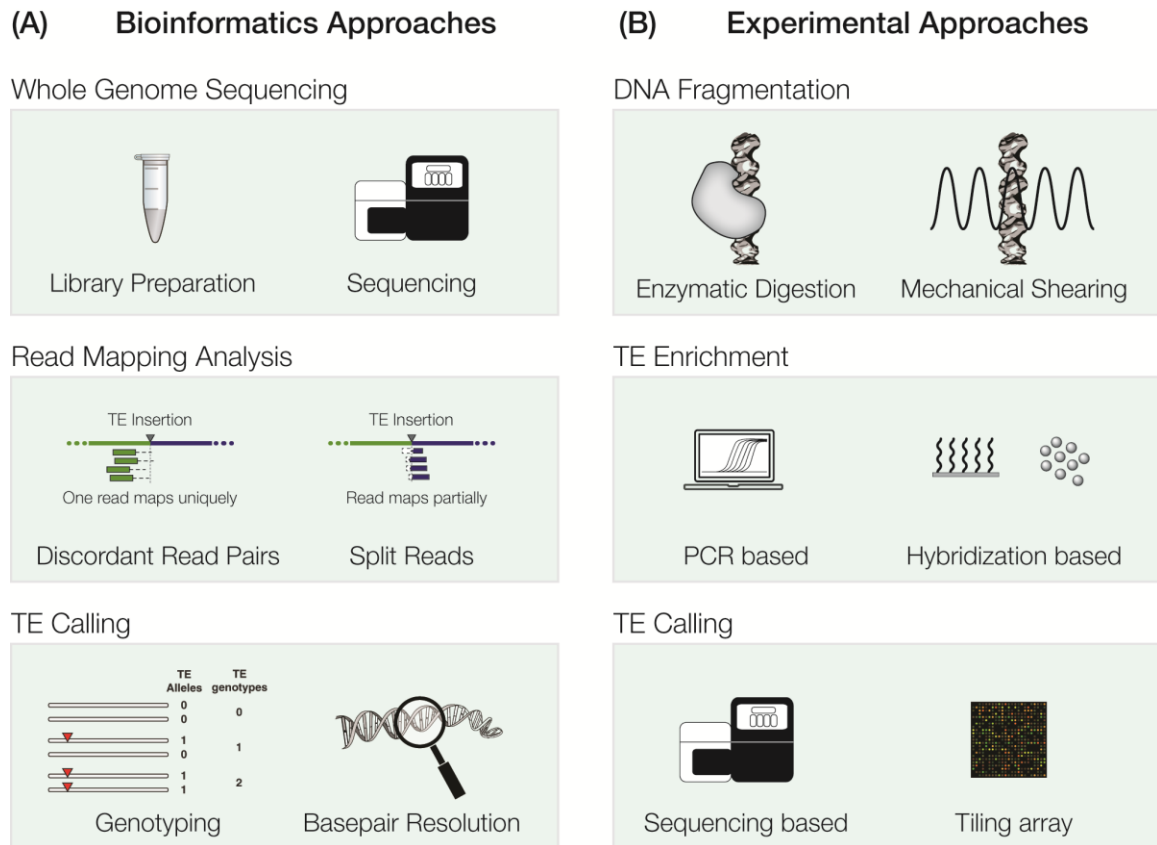 (A) Bioinformatics Approaches
Whole Genome Sequencing
Library Preparation
Sequencing
Read Mapping Analysis
TE Insertion
One read maps uniquely
Discordant Read Pairs
TE Insertion
Read maps partially
Split Reads
TE Calling
TE Alleles
TE genotypes
0
0
0
1
0
1
1
1
2
Genotyping
Basepair Resolution
(B) Experimental Approaches
DNA Fragmentation
Enzymatic Digestion
Mechanical Shearing
TE Enrichment
PCR based
Hybridization based
TE Calling
Sequencing based
Tiling array